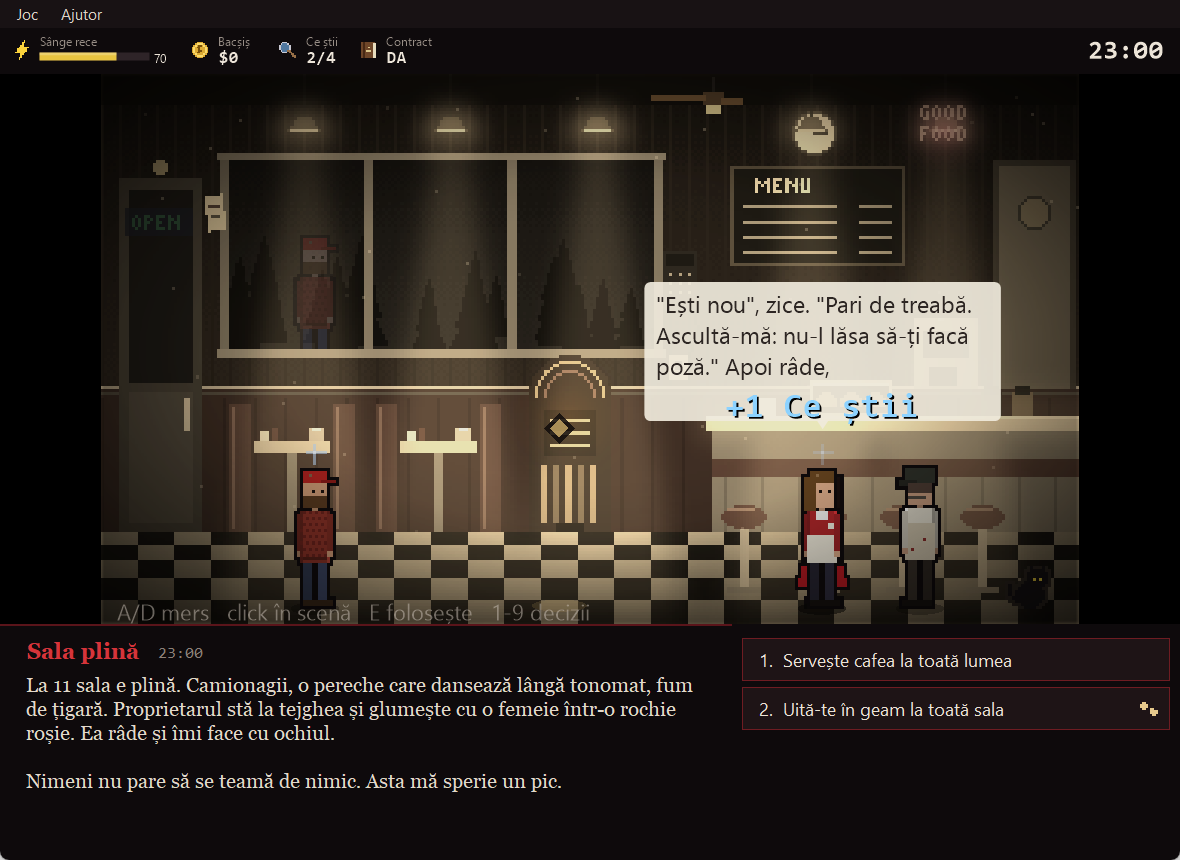 Joc Ajutor
Sânge rece
70
Bacșiș
$0
Ce știi
2/4
Contract
DA
23:00
GOOD
FOOD
OPEN
MENU
"Ești nou", zice. "Pari de treabă.
Ascultă-mă: nu-l lăsa să-ți facă
poză." Apoi râde,
+1 Ce știi
A/D mers click în scenă E folosește 1-9 decizii
Sala plină 23:00
La 11 sala e plină. Camionagii, o pereche care dansează lângă tonomat, fum
de țigară. Proprietarul stă la tejghea și glumește cu o femeie într-o rochie
roșie. Ea râde și îmi face cu ochiul.
Nimeni nu pare să se teamă de nimic. Asta mă sperie un pic.
1. Servește cafea la toată lumea
2. Uită-te în geam la toată sala